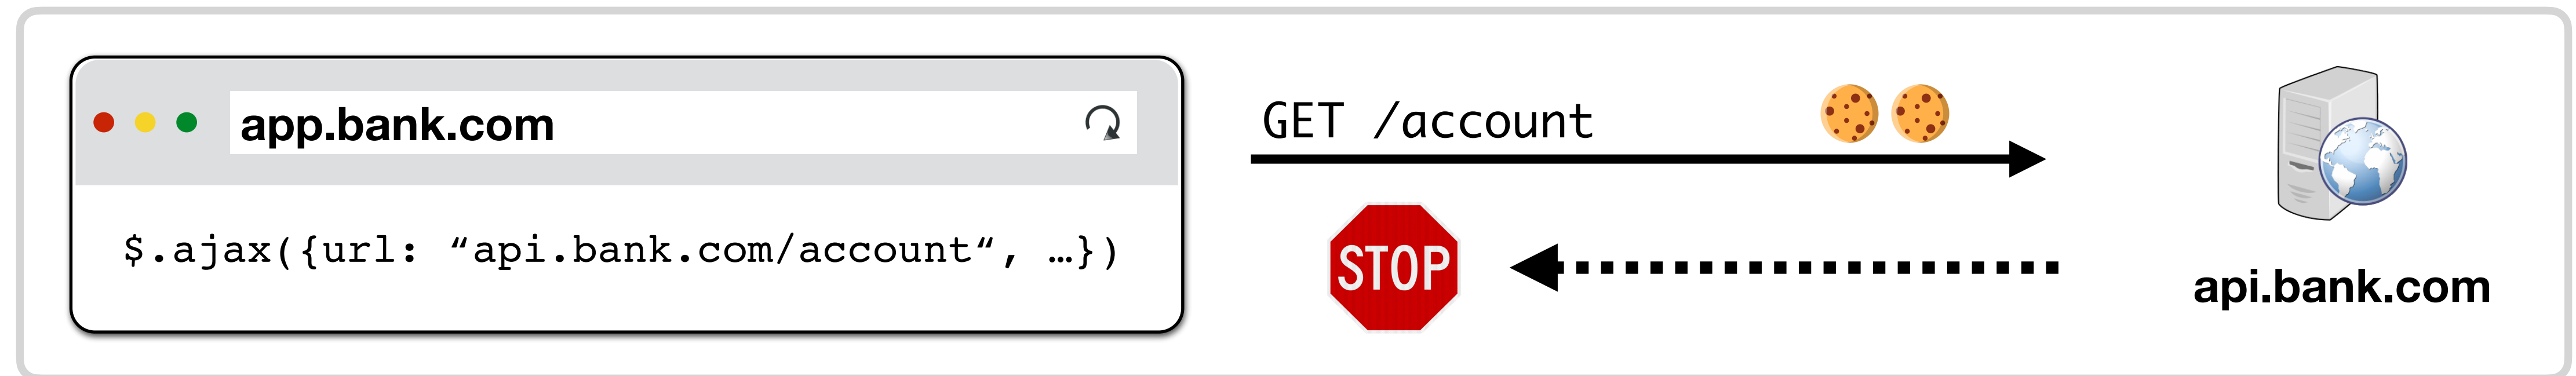 app.bank.com
$.ajax({url: “api.bank.com/account“, …})
GET /account
STOP
api.bank.com